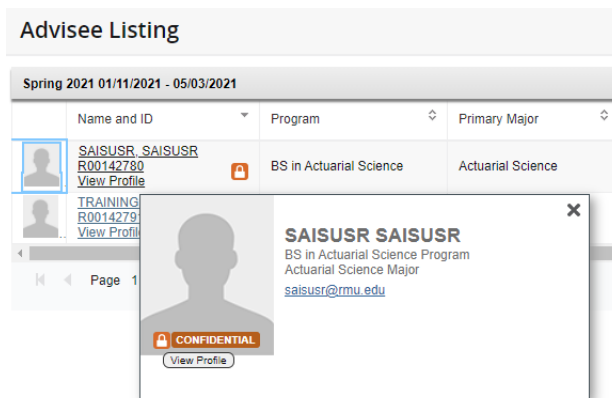 Advisee Listing
Spring 2021 01/11/2021 - 05/03/2021
Name and ID Program Primary Major
SAISUSR, SAISUSR
R00142780 BS in Actuarial Science Actuarial Science
View Profile
TRAINING
R0014279
View Profil
Page 1
SAISUSR SAISUSR
BS in Actuarial Science Program
Actuarial Science Major
saisusr@rmu.edu
CONFIDENTIAL
View Profile